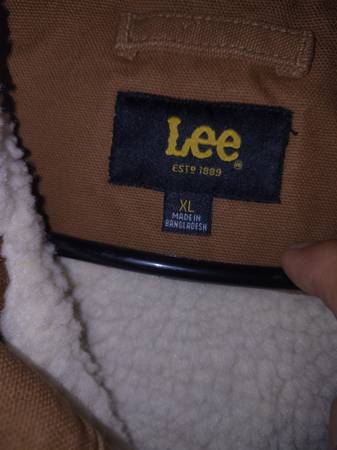 Lee
ESTD 1889
XL
MADE IN
BANGLADESH